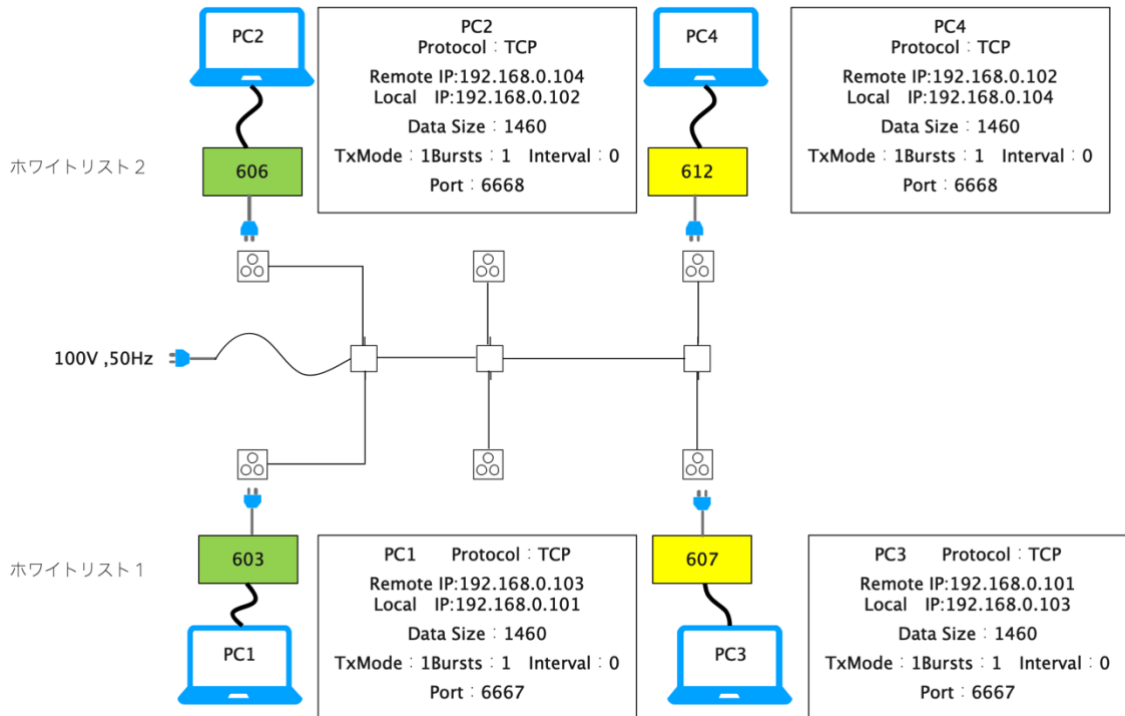 PC2
PC2
Protocol：TCP
Remote IP:192.168.0.104
Local IP:192.168.0.102
Data Size：1460
TxMode：1Bursts：1 Interval：0
Port：6668
PC4
PC4
Protocol：TCP
Remote IP:192.168.0.102
Local IP:192.168.0.104
Data Size：1460
TxMode：1Bursts：1 Interval：0
Port：6668
ホワイトリスト２
606
612
100V ,50Hz
ホワイトリスト１
603
607
PC1 Protocol：TCP
Remote IP:192.168.0.103
Local IP:192.168.0.101
Data Size：1460
TxMode：1Bursts：1 Interval：0
Port：6667
PC1
PC3 Protocol：TCP
Remote IP:192.168.0.101
Local IP:192.168.0.103
Data Size：1460
TxMode：1Bursts：1 Interval：0
Port：6667
PC3